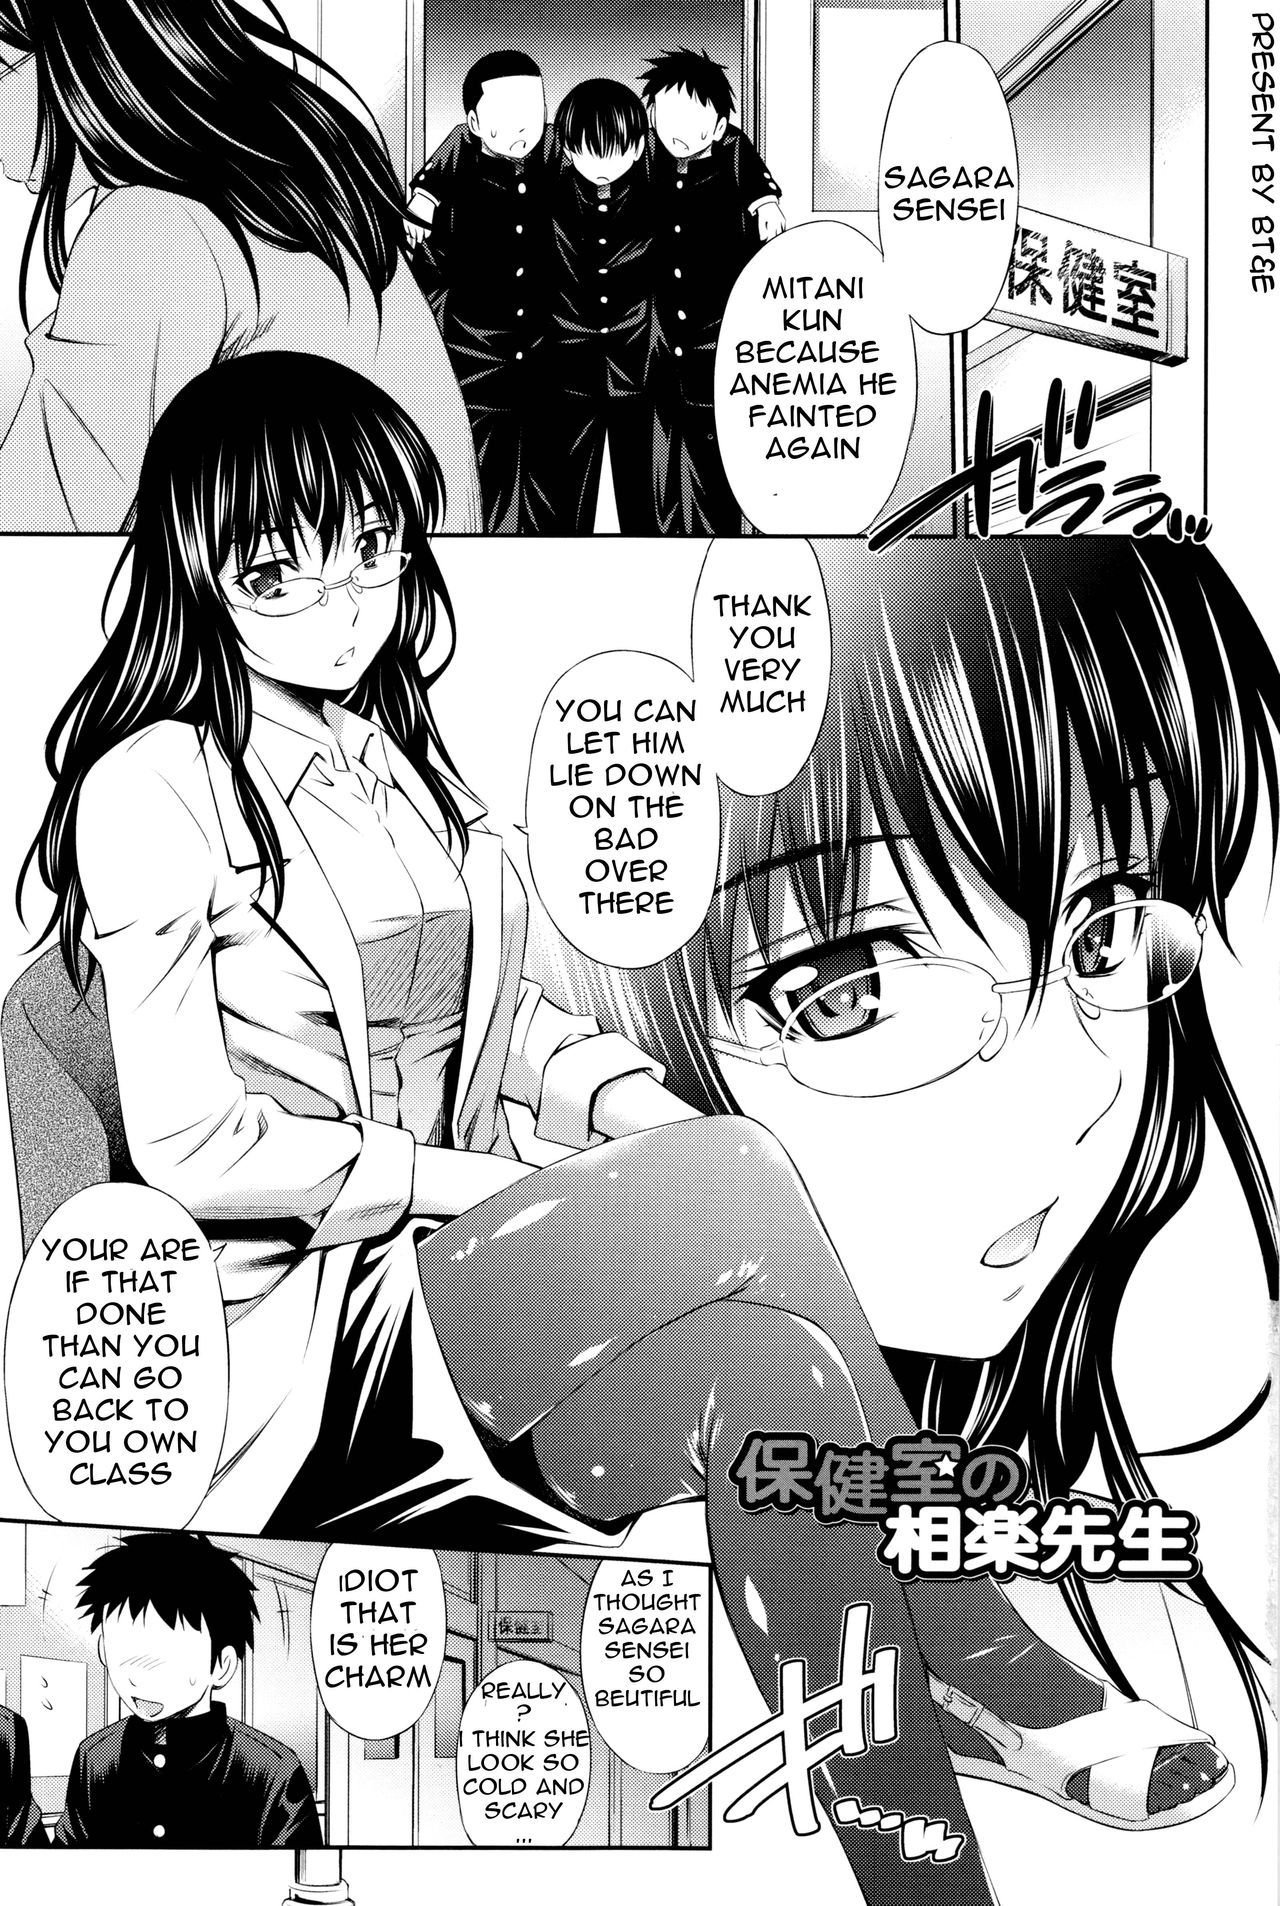 PRESENT BY BT&E
保健室
SAGARA
SENSEI
MITANI
KUN
BECAUSE
ANEMIA HE
FAINTED
AGAIN
ガララッ
THANK
YOU
VERY
MUCH
YOU CAN
LET HIM
LIE DOWN
ON THE
BAD
OVER
THERE
YOUR ARE
IF THAT
DONE
THAN YOU
CAN GO
BACK TO
YOU OWN
CLASS
保健室の
相楽先生
AS I
THOUGHT
SAGARA
SENSEI
SO
BEUTIFUL
保健室
REALLY.
?
I THINK SHE
LOOK SO
COLD AND
SCARY
...
IDIOT
THAT
IS HER
CHARM